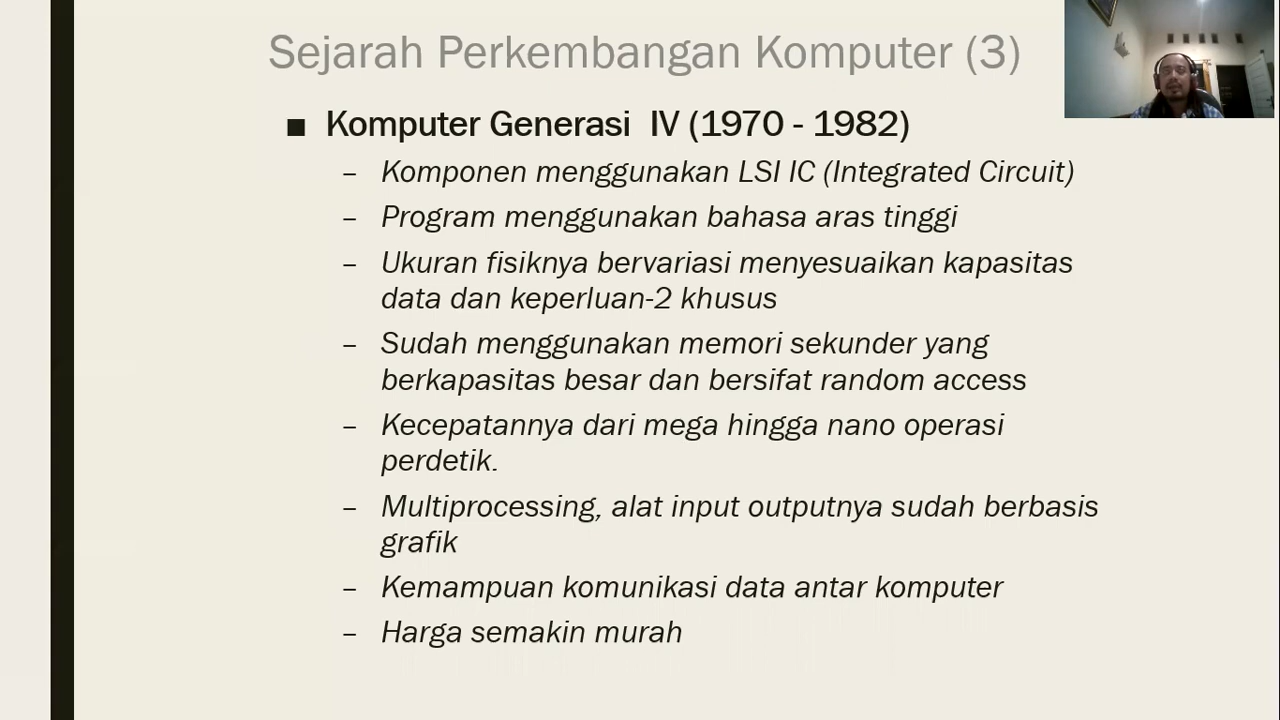 Sejarah Perkembangan Komputer (3)
■ Komputer Generasi IV (1970 - 1982)
– Komponen menggunakan LSI IC (Integrated Circuit)
– Program menggunakan bahasa aras tinggi
– Ukuran fisiknya bervariasi menyesuaikan kapasitas
data dan keperluan-2 khusus
– Sudah menggunakan memori sekunder yang
berkapasitas besar dan bersifat random access
– Kecepatannya dari mega hingga nano operasi
perdetik.
– Multiprocessing, alat input outputnya sudah berbasis
grafik
– Kemampuan komunikasi data antar komputer
– Harga semakin murah